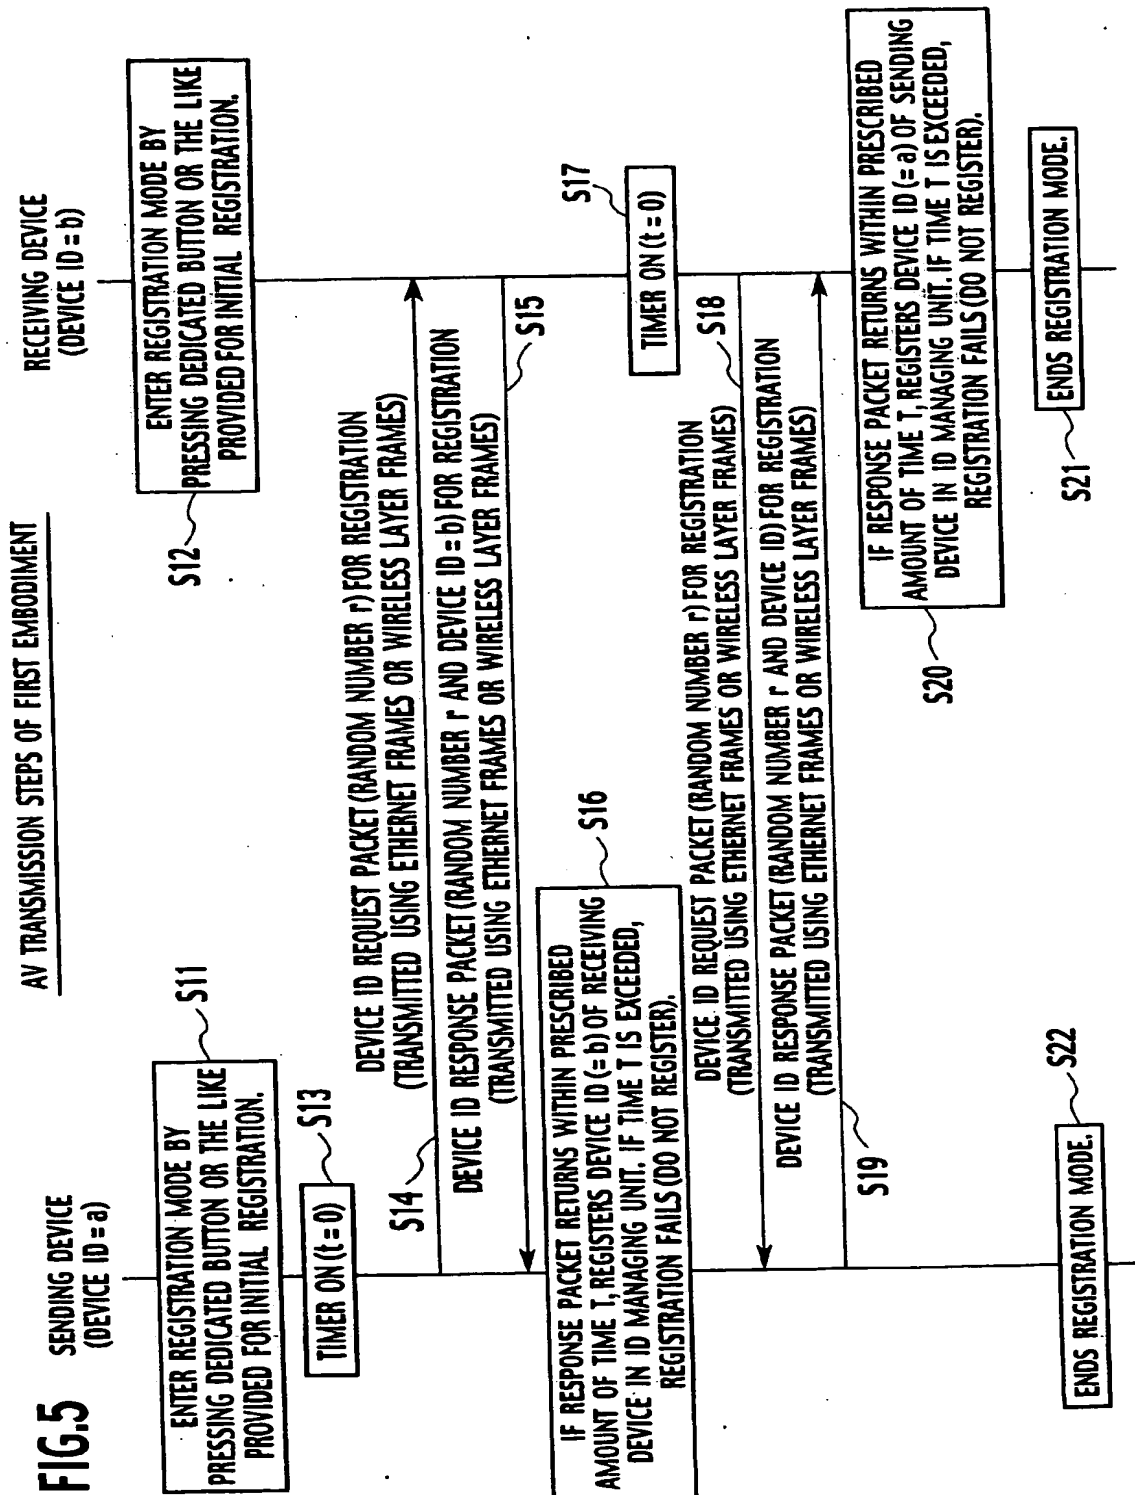 FIG.5
AV TRANSMISSION STEPS OF FIRST EMBODIMENT
SENDING DEVICE
(DEVICE ID = a)
RECEIVING DEVICE
(DEVICE ID = b)
ENTER REGISTRATION MODE BY
PRESSING DEDICATED BUTTON OR THE LIKE
PROVIDED FOR INITIAL REGISTRATION.
S11
ENTER REGISTRATION MODE BY
PRESSING DEDICATED BUTTON OR THE LIKE
PROVIDED FOR INITIAL REGISTRATION.
S12
TIMER ON (t = 0)
S13
DEVICE ID REQUEST PACKET (RANDOM NUMBER r) FOR REGISTRATION
(TRANSMITTED USING ETHERNET FRAMES OR WIRELESS LAYER FRAMES)
S14
DEVICE ID RESPONSE PACKET (RANDOM NUMBER r AND DEVICE ID = b) FOR REGISTRATION
(TRANSMITTED USING ETHERNET FRAMES OR WIRELESS LAYER FRAMES)
S15
IF RESPONSE PACKET RETURNS WITHIN PRESCRIBED
AMOUNT OF TIME T, REGISTERS DEVICE ID (= b) OF RECEIVING
DEVICE IN ID MANAGING UNIT. IF TIME T IS EXCEEDED,
REGISTRATION FAILS (DO NOT REGISTER).
S16
TIMER ON (t = 0)
S17
DEVICE ID REQUEST PACKET (RANDOM NUMBER r) FOR REGISTRATION
(TRANSMITTED USING ETHERNET FRAMES OR WIRELESS LAYER FRAMES)
S18
DEVICE ID RESPONSE PACKET (RANDOM NUMBER r AND DEVICE ID) FOR REGISTRATION
(TRANSMITTED USING ETHERNET FRAMES OR WIRELESS LAYER FRAMES)
S19
IF RESPONSE PACKET RETURNS WITHIN PRESCRIBED
AMOUNT OF TIME T, REGISTERS DEVICE ID (= a) OF SENDING
DEVICE IN ID MANAGING UNIT. IF TIME T IS EXCEEDED,
REGISTRATION FAILS (DO NOT REGISTER).
S20
ENDS REGISTRATION MODE.
S21
ENDS REGISTRATION MODE.
S22